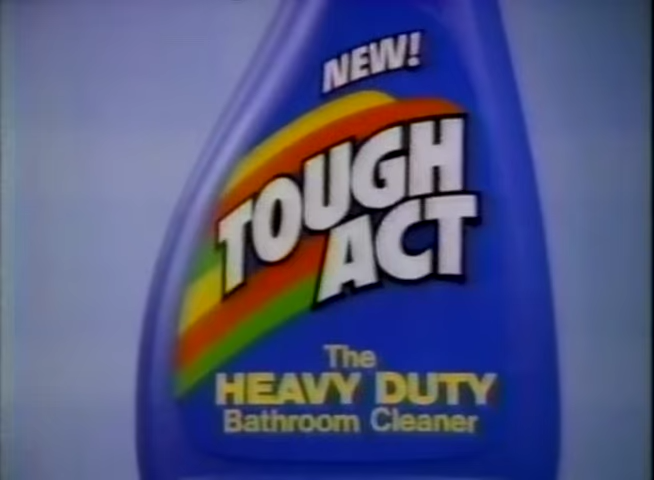 NEW!
TOUGH
ACT
The
HEAVY DUTY
Bathroom Cleaner